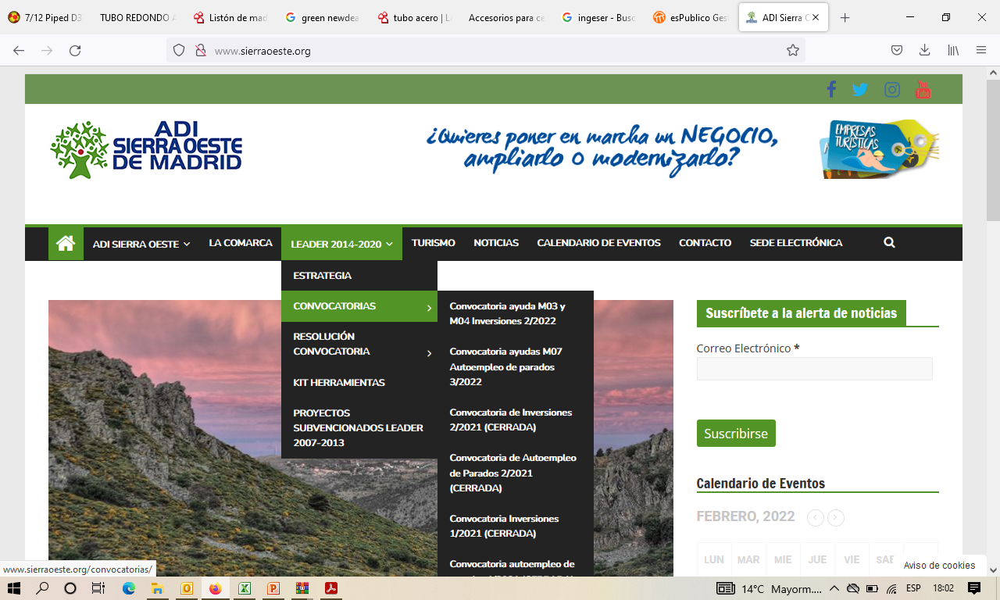 7/12 Piped D3
TUBO REDONDO A
Listón de mad
green newdea
tubo acero | L
Accesorios para ce
ingeser - Busc
esPublico Gest
ADI Sierra O
www.sierraoeste.org
You
Tube
ADI
SIERRA OESTE
DE MADRID
¿Quieres poner en marcha un NEGOCIO,
ampliarlo o modernizarlo?
EMPRESAS
TURÍSTICAS
ADI SIERRA OESTE
LA COMARCA
LEADER 2014-2020
TURISMO
NOTICIAS
CALENDARIO DE EVENTOS
CONTACTO
SEDE ELECTRÓNICA
ESTRATEGIA
CONVOCATORIAS
RESOLUCIÓN
CONVOCATORIA
KIT HERRAMIENTAS
PROYECTOS
SUBVENCIONADOS LEADER
2007-2013
Convocatoria ayuda M03 y
M04 Inversiones 2/2022
Convocatoria ayudas M07
Autoempleo de parados
3/2022
Convocatoria de Inversiones
2/2021 (CERRADA)
Convocatoria de Autoempleo
de Parados 2/2021
(CERRADA)
Convocatoria Inversiones
1/2021 (CERRADA)
Convocatoria autoempleo de
Suscríbete a la alerta de noticias
Correo Electrónico *
Suscribirse
Calendario de Eventos
FEBRERO, 2022
LUN MAR MIE JUE VIE SAB
Aviso de cookies
www.sierraoeste.org/convocatorias/
14°C Mayorm.... ESP 18:02